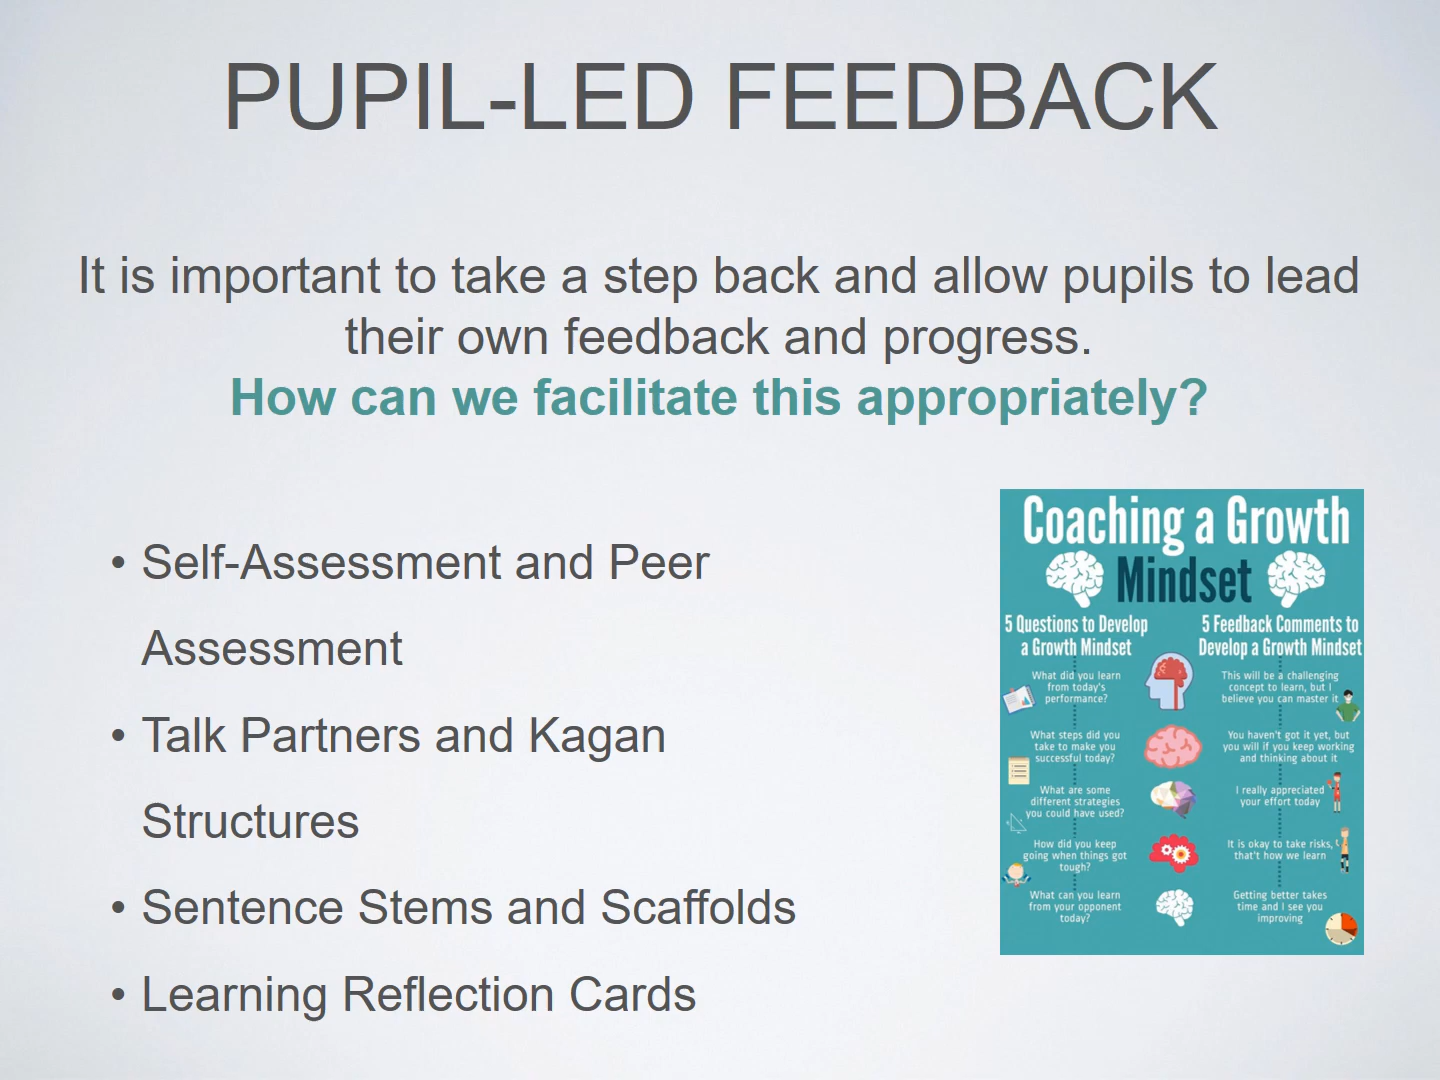 PUPIL-LED FEEDBACK
It is important to take a step back and allow pupils to lead
their own feedback and progress.
How can we facilitate this appropriately?
• Self-Assessment and Peer
Assessment
• Talk Partners and Kagan
Structures
• Sentence Stems and Scaffolds
• Learning Reflection Cards
Coaching a Growth
Mindset
5 Questions to Develop
a Growth Mindset
What did you learn
from today's
performance?
What steps did you
take to make you
successful today?
What are some
different strategies
you could have used?
How did you keep
going when things got
tough?
What can you learn
from your opponent
today?
5 Feedback Comments to
Develop a Growth Mindset
This will be a challenging
concept to learn, but I
believe you can master it
You haven't got it yet, but
you will if you keep working
and thinking about it
I really appreciated
your effort today
It is okay to take risks,
that's how we learn
Getting better takes
time and I see you
improving